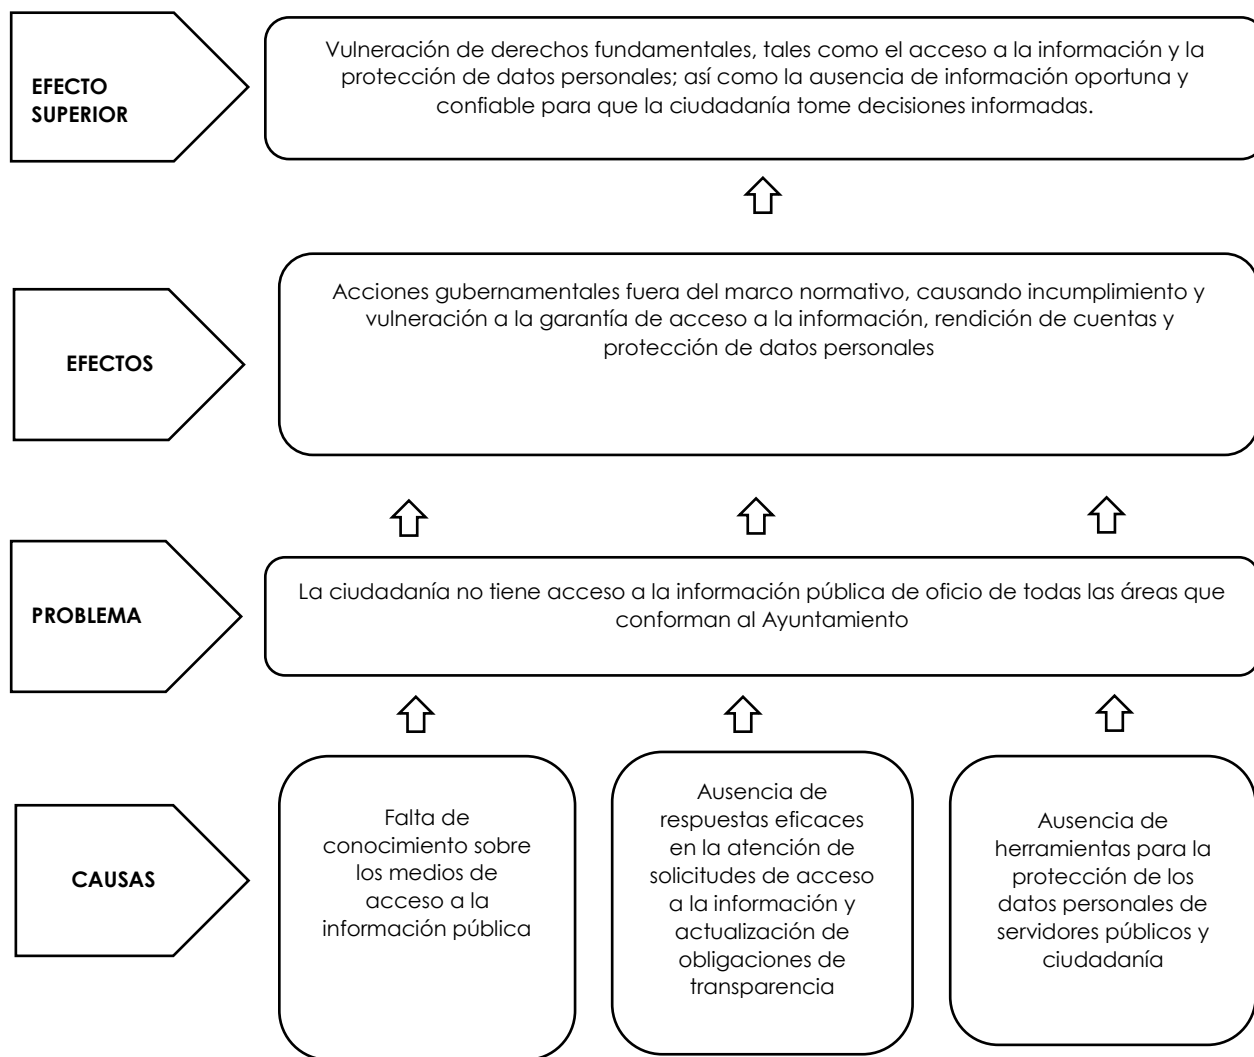 EFECTO
SUPERIOR
Vulneración de derechos fundamentales, tales como el acceso a la información y la
protección de datos personales; así como la ausencia de información oportuna y
confiable para que la ciudadanía tome decisiones informadas.
EFECTOS
Acciones gubernamentales fuera del marco normativo, causando incumplimiento y
vulneración a la garantía de acceso a la información, rendición de cuentas y
protección de datos personales
PROBLEMA
La ciudadanía no tiene acceso a la información pública de oficio de todas las áreas que
conforman al Ayuntamiento
CAUSAS
Falta de
conocimiento sobre
los medios de
acceso a la
información pública
Ausencia de
respuestas eficaces
en la atención de
solicitudes de acceso
a la información y
actualización de
obligaciones de
transparencia
Ausencia de
herramientas para la
protección de los
datos personales de
servidores públicos y
ciudadanía